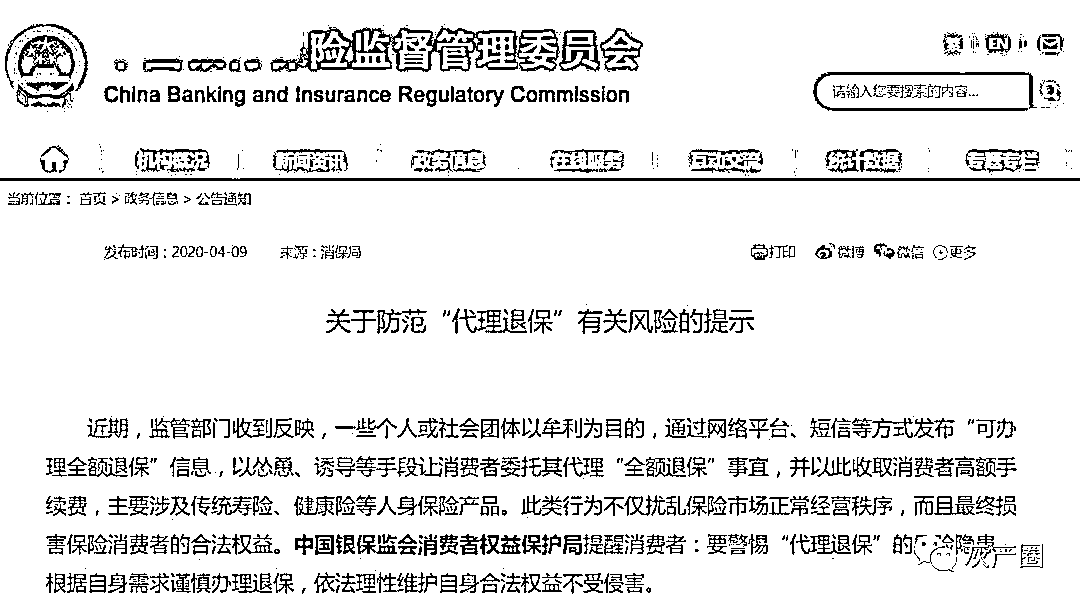 险监督管理委员会
繁 EN
China Banking and Insurance Regulatory Commission
请输入您要搜索的内容...
机构概况 新闻资讯 政务信息 在线服务 互动交流 统计数据 专题专栏
当前位置：首页 > 政务信息 > 公告通知
发布时间：2020-04-09 来源：消保局 打印 微博 微信 更多
关于防范“代理退保”有关风险的提示
近期，监管部门收到反映，一些个人或社会团体以牟利为目的，通过网络平台、短信等方式发布“可办
理全额退保”信息，以怂恿、诱导等手段让消费者委托其代理“全额退保”事宜，并以此收取消费者高额手
续费，主要涉及传统寿险、健康险等人身保险产品。此类行为不仅扰乱保险市场正常经营秩序，而且最终损
害保险消费者的合法权益。中国银保监会消费者权益保护局提醒消费者：要警惕“代理退保”的风险隐患
根据自身需求谨慎办理退保，依法理性维护自身合法权益不受侵害。
灰产圈